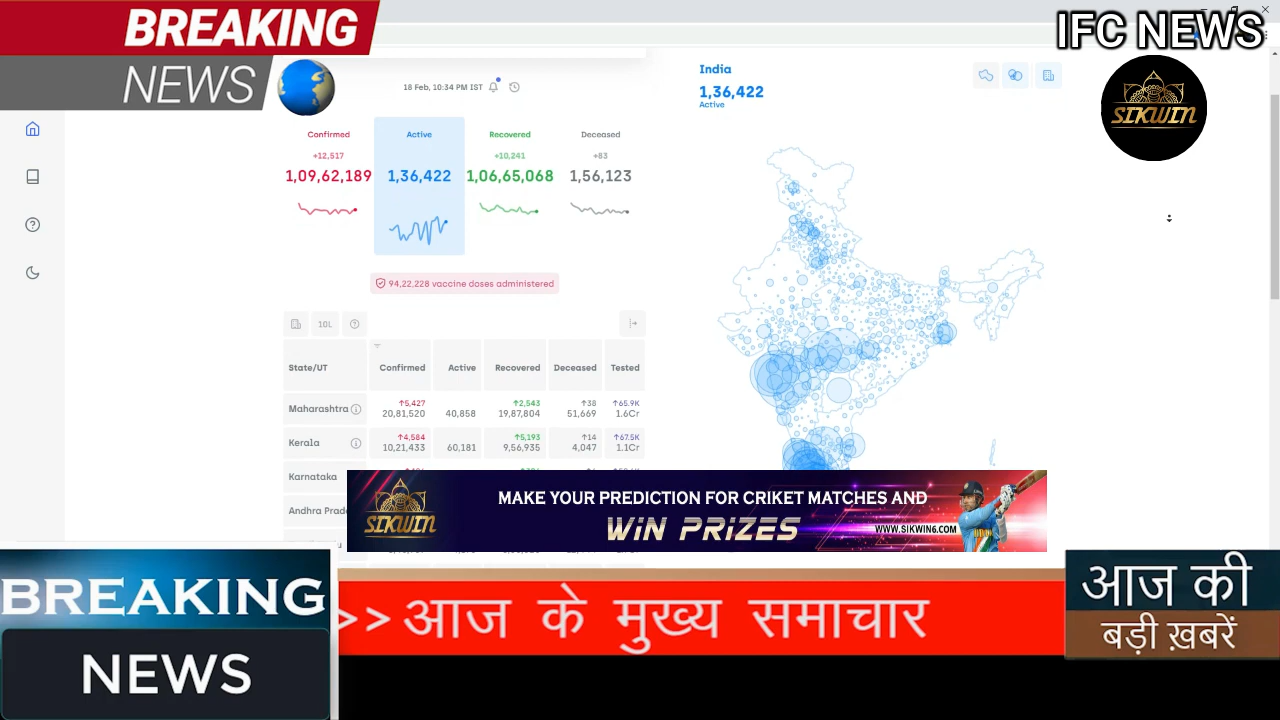 BREAKING
NEWS
IFC NEWS
SIKWIN
18 Feb, 10:34 PM IST
India
1,36,422
Active
Confirmed
+12,517
1,09,62,189
Active
1,36,422
Recovered
+10,241
1,06,65,068
Deceased
+83
1,56,123
94,22,228 vaccine doses administered
10L
State/UT Confirmed Active Recovered Deceased Tested
↑5,427 ↑2,543 ↑38 ↑65.9K
Maharashtra 20,81,520 40,858 19,87,804 51,669 1.6Cr
↑4,584 ↑5,193 ↑14 ↑67.5K
Kerala 10,21,433 60,181 9,56,935 4,047 1.1Cr
Karnataka
Andhra Prade
SIKWIN
MAKE YOUR PREDICTION FOR CRIKET MATCHES AND
WIN PRIZES
WWW.SIKWIN6.COM
BREAKING
NEWS
>> आज के मुख्य समाचार
आज की
बड़ी ख़बरें